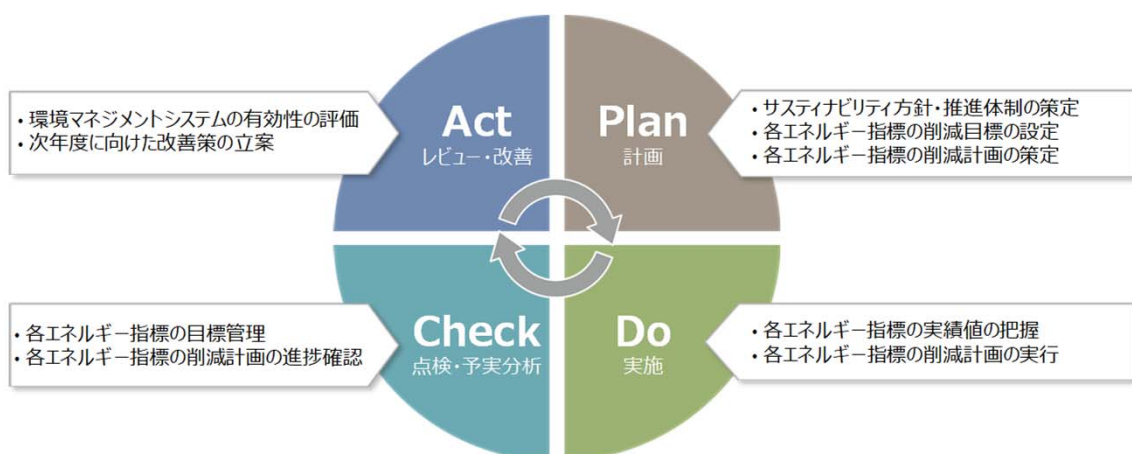 Act
レビュー・改善
・環境マネジメントシステムの有効性の評価
・次年度に向けた改善策の立案
Plan
計画
・サスティナビリティ方針・推進体制の策定
・各エネルギー指標の削減目標の設定
・各エネルギー指標の削減計画の策定
Check
点検・予実分析
・各エネルギー指標の目標管理
・各エネルギー指標の削減計画の進捗確認
Do
実施
・各エネルギー指標の実績値の把握
・各エネルギー指標の削減計画の実行